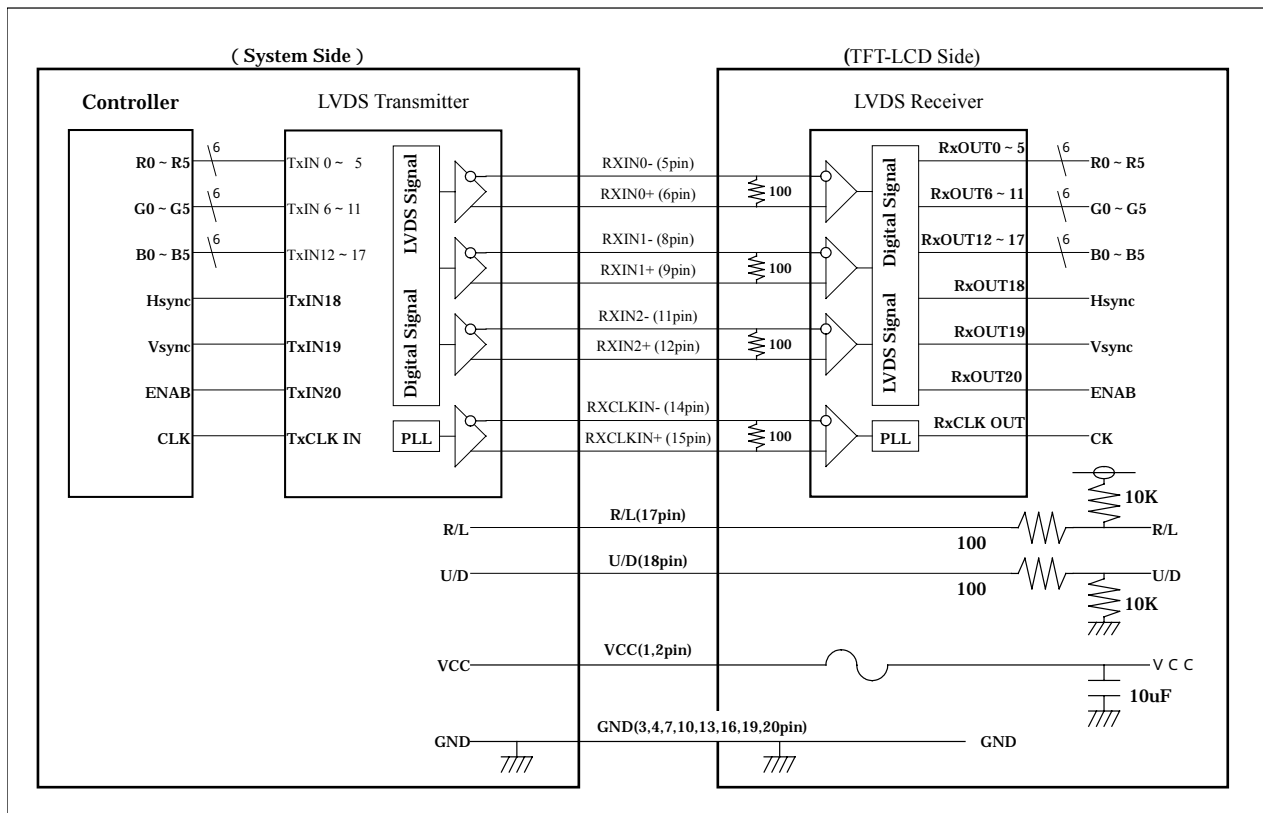 ( System Side )
(TFT-LCD Side)
Controller
LVDS Transmitter
LVDS Receiver
R0 ~ R5
6
TxIN 0 ~ 5
G0 ~ G5
6
TxIN 6 ~ 11
B0 ~ B5
6
TxIN12 ~ 17
Hsync
TxIN18
Vsync
TxIN19
ENAB
TxIN20
CLK
TxCLK IN
LVDS Signal
Digital Signal
PLL
RXIN0- (5pin)
RXIN0+ (6pin)
100
RXIN1- (8pin)
RXIN1+ (9pin)
100
RXIN2- (11pin)
RXIN2+ (12pin)
100
RXCLKIN- (14pin)
RXCLKIN+ (15pin)
100
Digital Signal
LVDS Signal
PLL
RxOUT0 ~ 5
6
R0 ~ R5
RxOUT6 ~ 11
6
G0 ~ G5
RxOUT12 ~ 17
6
B0 ~ B5
RxOUT18
Hsync
RxOUT19
Vsync
RxOUT20
ENAB
RxCLK OUT
CK
10K
R/L
R/L(17pin)
100
R/L
U/D
U/D(18pin)
100
U/D
10K
VCC
VCC(1,2pin)
V C C
10uF
GND
GND(3,4,7,10,13,16,19,20pin)
GND